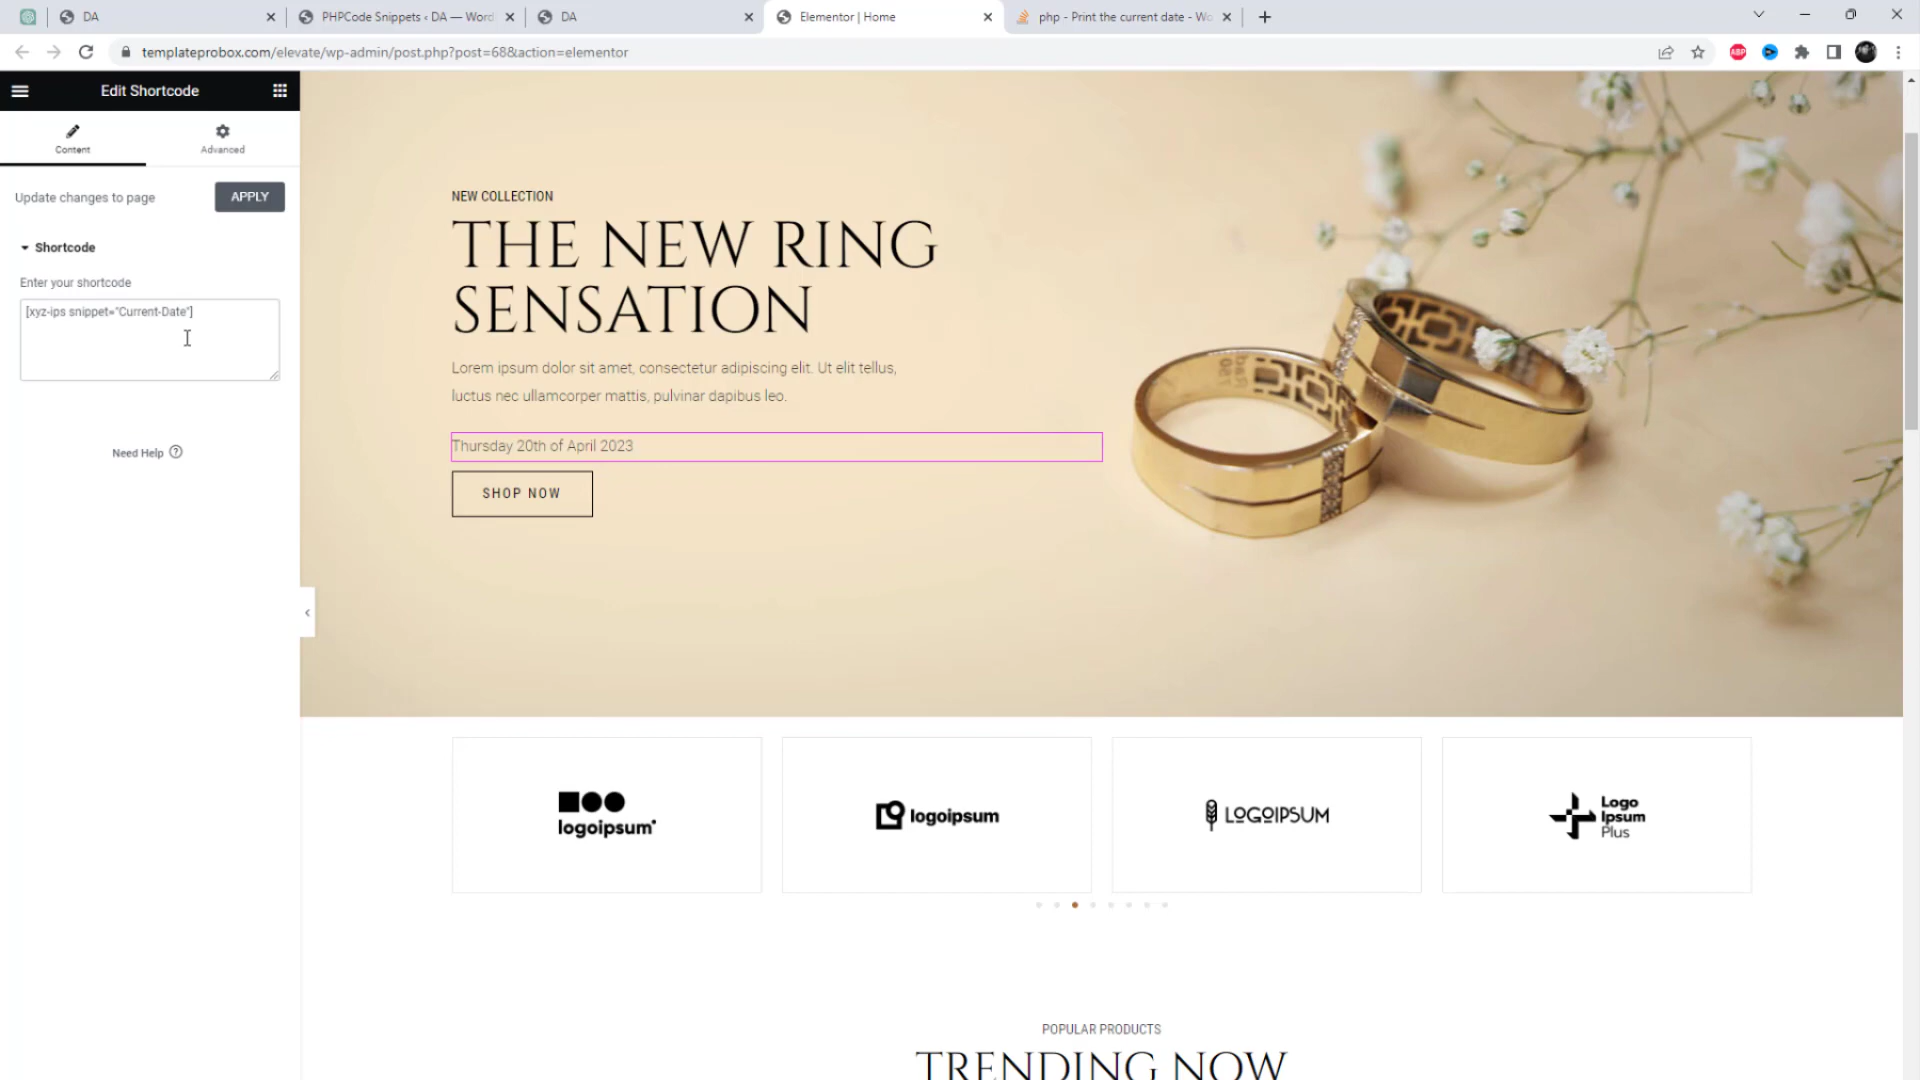 DA
PHPCode Snippets ‹ DA — Word
DA
Elementor | Home
php - Print the current date - Wo
templateprobox.com/elevate/wp-admin/post.php?post=68&action=elementor
ABP
Edit Shortcode
Content
Advanced
Update changes to page
APPLY
Shortcode
Enter your shortcode
[xyz-ips snippet="Current-Date"]
Need Help
NEW COLLECTION
THE NEW RING
SENSATION
Lorem ipsum dolor sit amet, consectetur adipiscing elit. Ut elit tellus,
luctus nec ullamcorper mattis, pulvinar dapibus leo.
Thursday 20th of April 2023
SHOP NOW
logoipsum
logoipsum
LOGOIPSUM
Logo
Ipsum
Plus
POPULAR PRODUCTS
TRENDING NOW